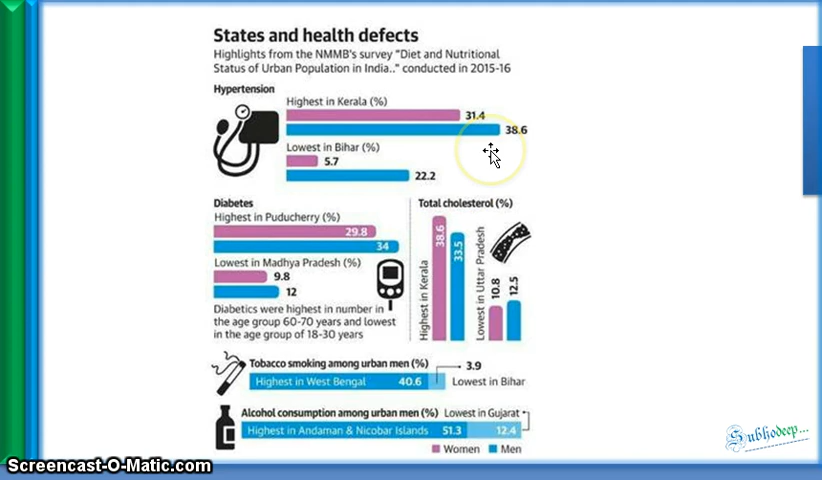 States and health defects
Highlights from the NMMB's survey "Diet and Nutritional
Status of Urban Population in India.." conducted in 2015-16
Hypertension
Highest in Kerala (%)
31.4
38.6
Lowest in Bihar (%)
5.7
22.2
Diabetes
Highest in Puducherry (%)
29.8
34
Lowest in Madhya Pradesh (%)
9.8
12
Diabetics were highest in number in
the age group 60-70 years and lowest
in the age group of 18-30 years
Total cholesterol (%)
Highest in Kerala
38.6
33.5
Lowest in Uttar Pradesh
10.8
12.5
Tobacco smoking among urban men (%)
3.9
Highest in West Bengal 40.6
Lowest in Bihar
Alcohol consumption among urban men (%) Lowest in Gujarat
Highest in Andaman & Nicobar Islands 51.3 12.4
Women Men
Subhodeep...
Screencast-O-Matic.com